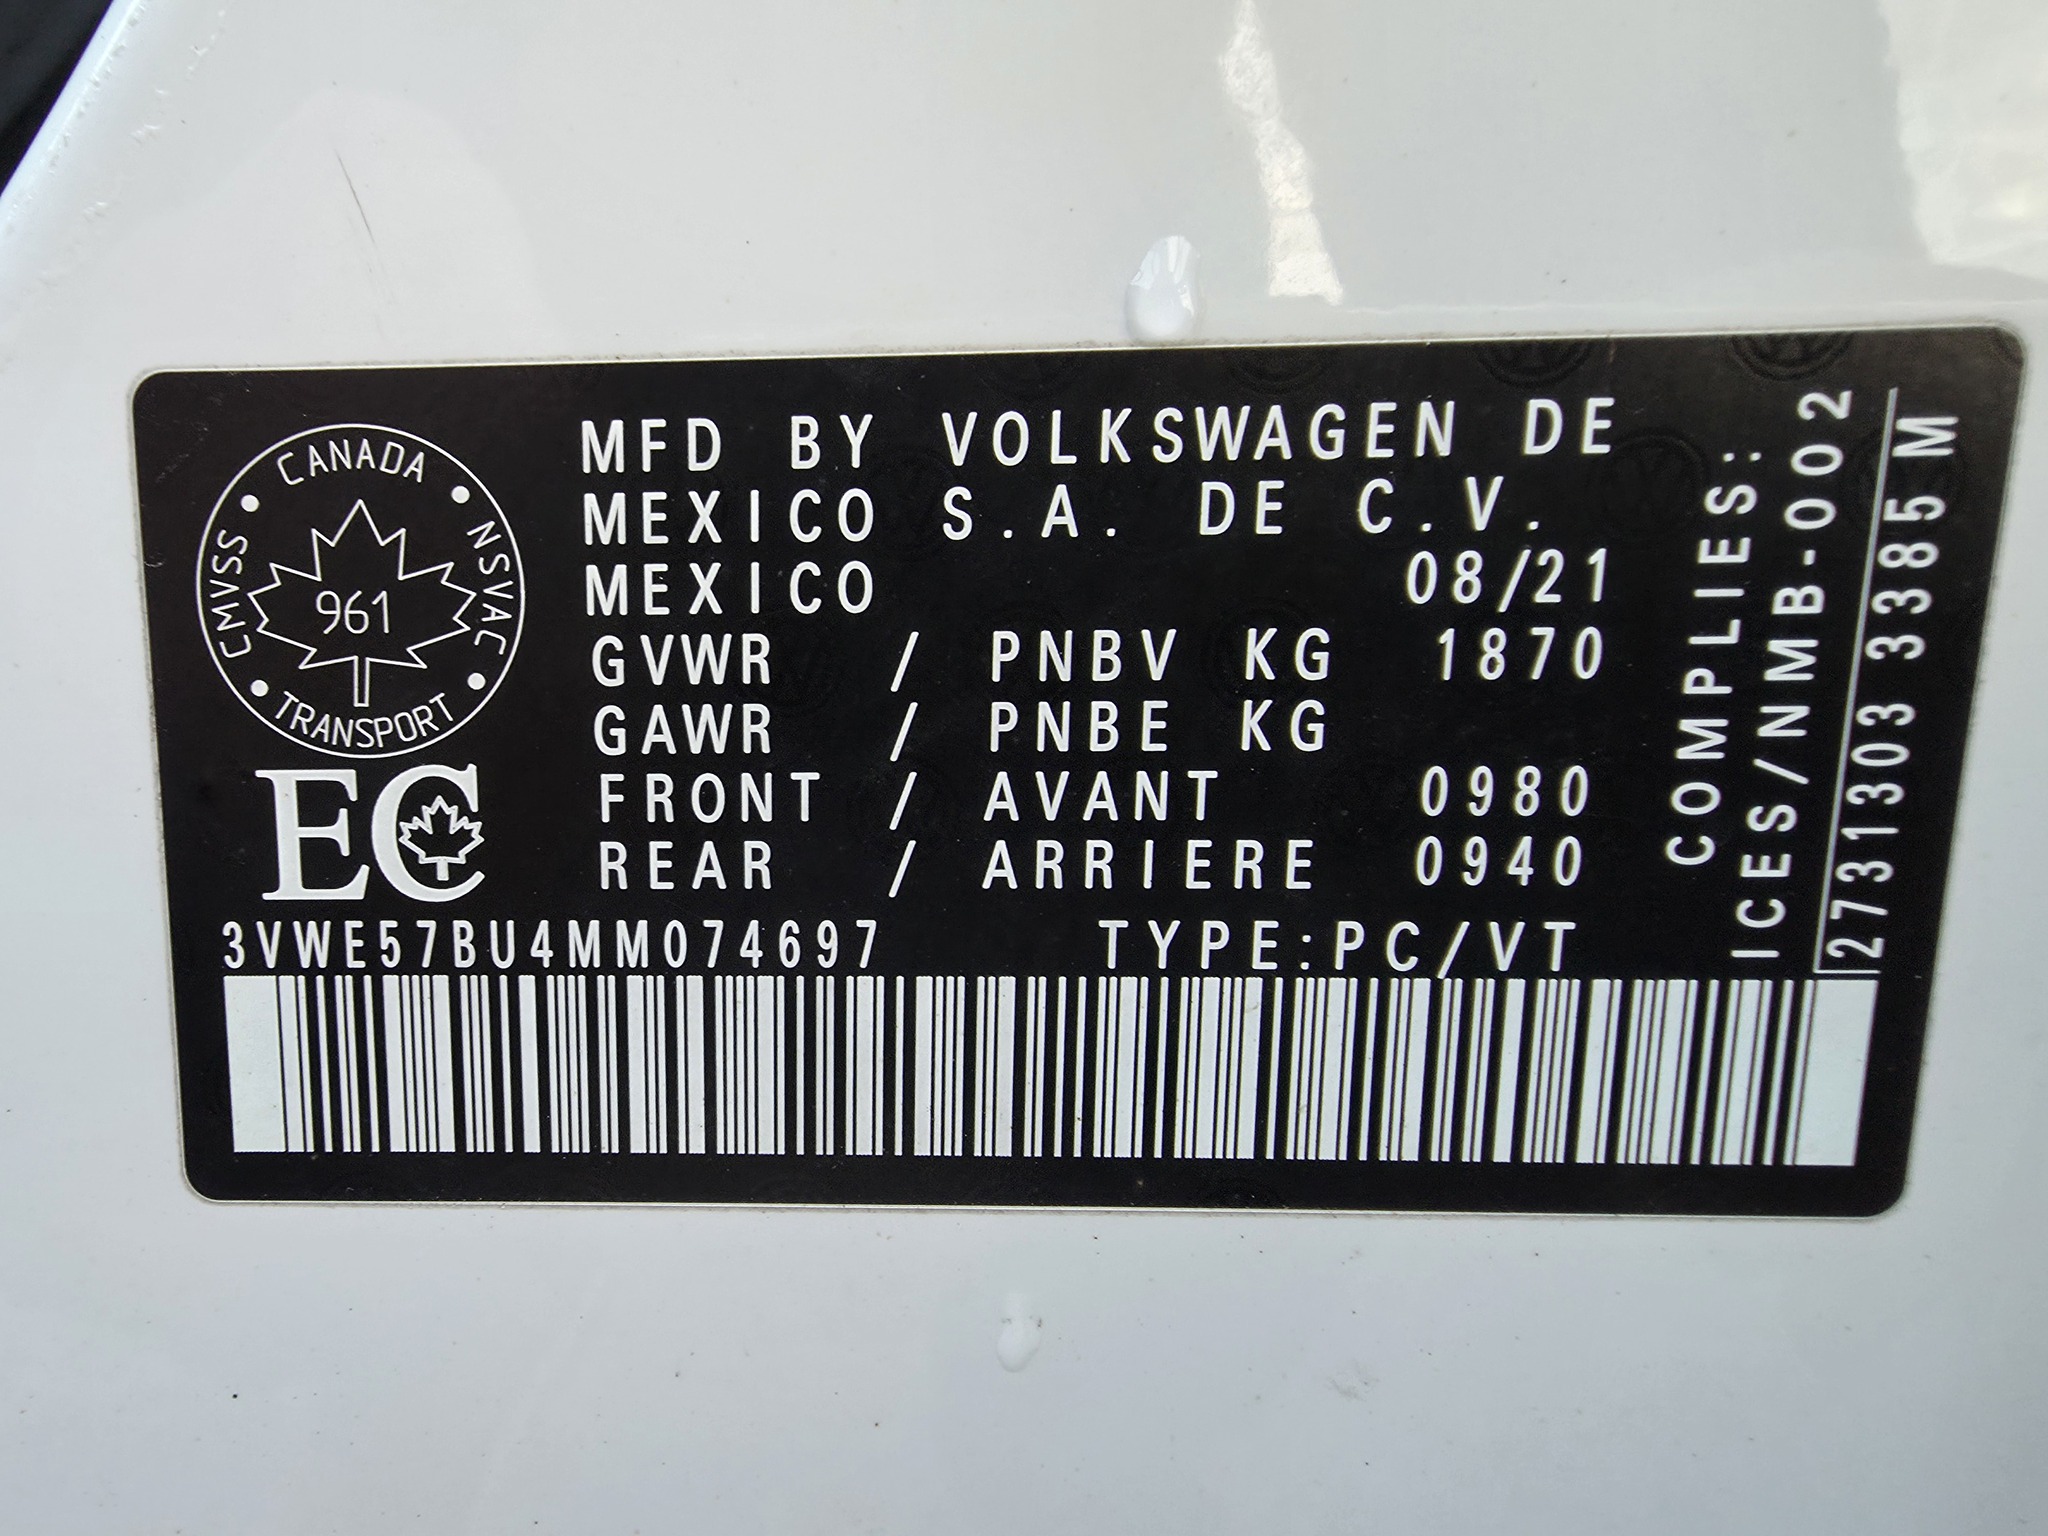 CANADA
CMVSS
NSVAC
961
TRANSPORT
EC
MFD BY VOLKSWAGEN DE
MEXICO S.A. DE C.V.
MEXICO 08/21
GVWR / PNBV KG 1870
GAWR / PNBE KG
FRONT / AVANT 0980
REAR / ARRIERE 0940
3VWE57BU4MM074697 TYPE:PC/VT
COMPLIES:
ICES/NMB-002
2731303 3385 M